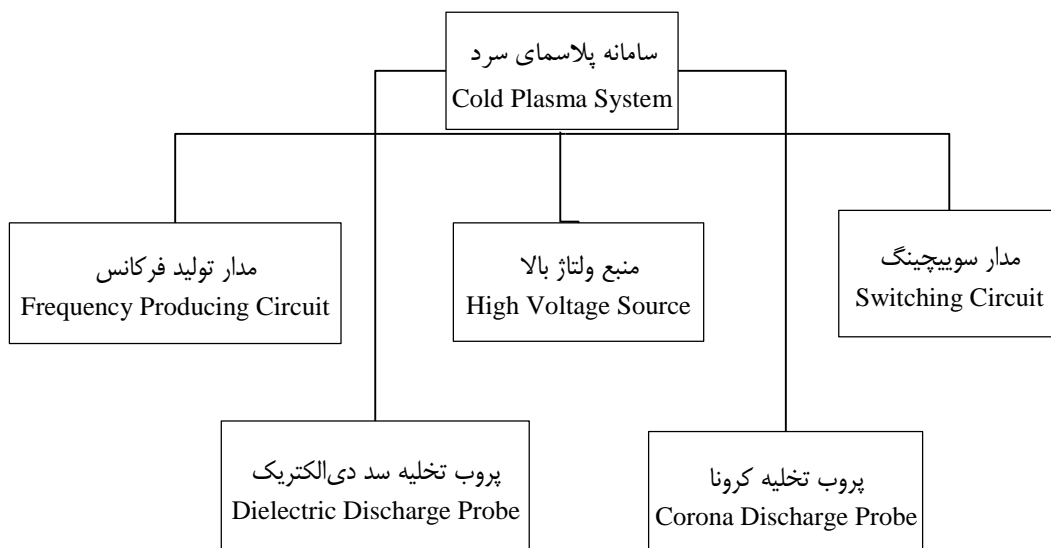 سامانه پلاسمای سرد
Cold Plasma System
مدار تولید فرکانس
Frequency Producing Circuit
منبع ولتاژ بالا
High Voltage Source
مدار سوییچینگ
Switching Circuit
پروب تخلیه سد دی‌الکتریک
Dielectric Discharge Probe
پروب تخلیه کرونا
Corona Discharge Probe